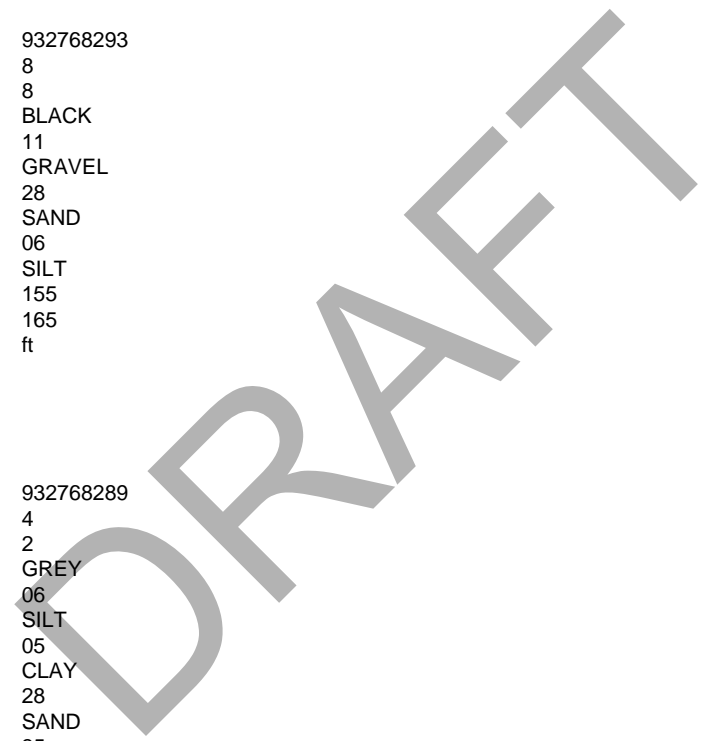 932768293
8
8
BLACK
11
GRAVEL
28
SAND
06
SILT
155
165
ft
932768289
4
2
GREY
06
SILT
05
CLAY
28
SAND
DRAFT